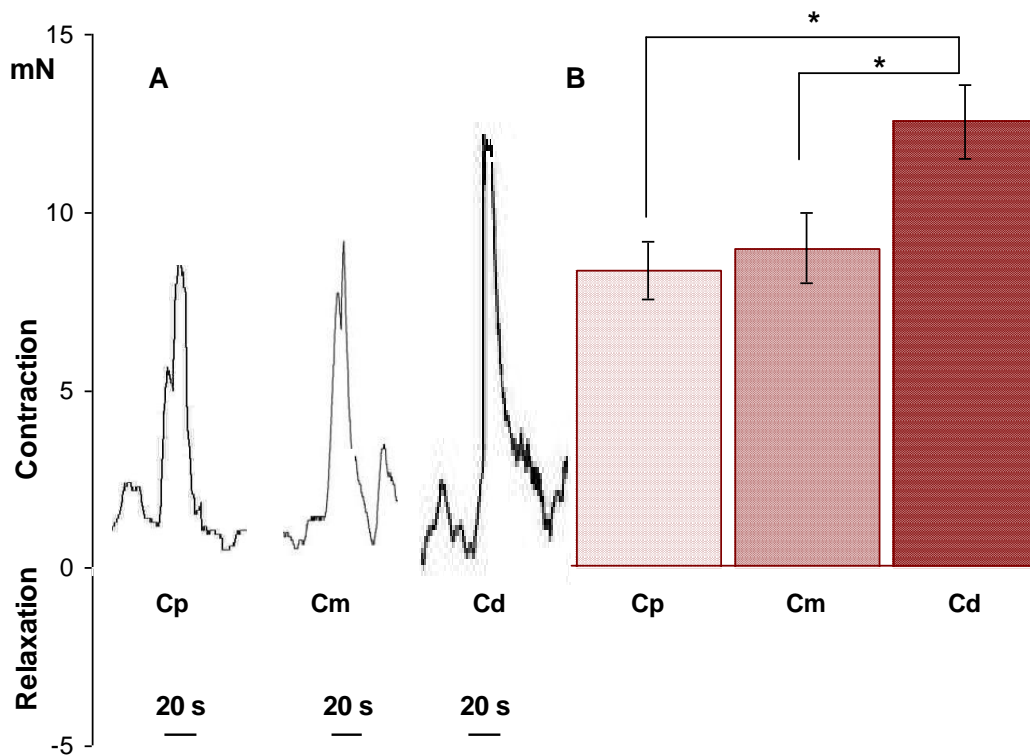 15
mN
A
B
*
*
10
Contraction
5
0
Relaxation
Cp
Cm
Cd
Cp
Cm
Cd
20 s
20 s
20 s
-5